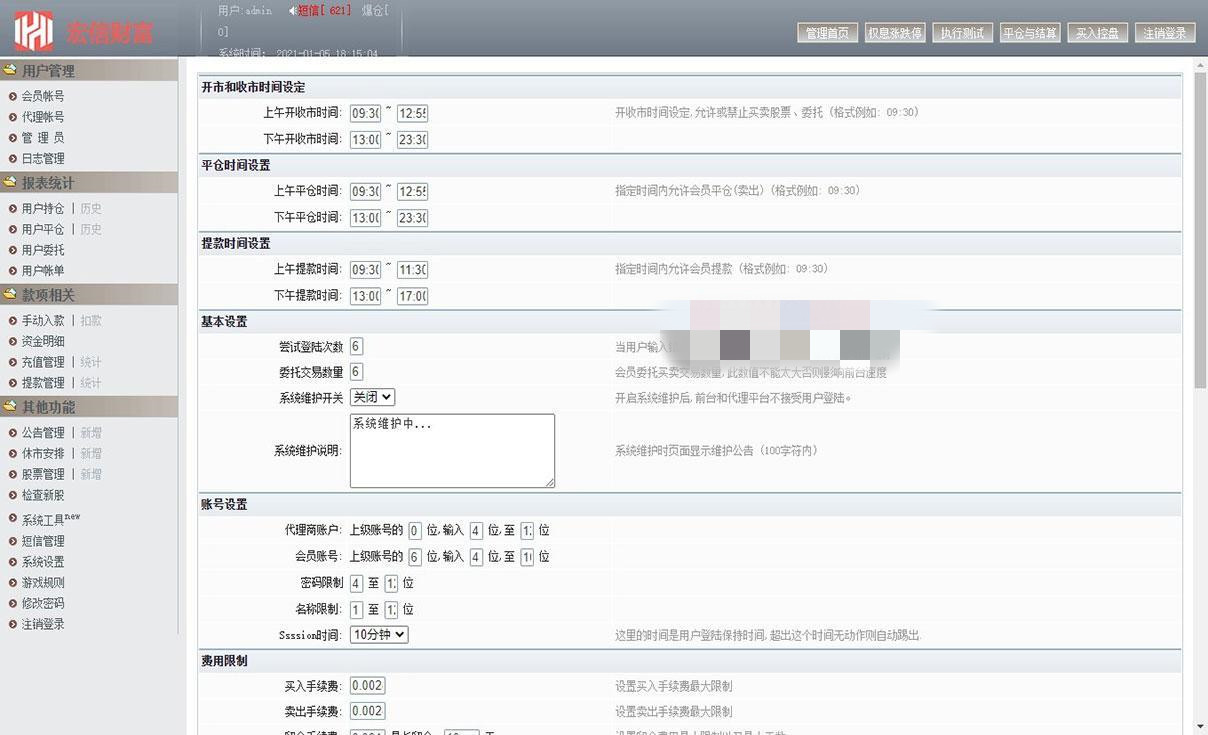 宏信财富
用户:admin 短信[ 621] 爆仓[
0]
系统时间: 2021-01-05 18:15:04
管理首页 权息涨跌停 执行测试 平仓与结算 买入控盘 注销登录
用户管理
会员帐号
代理帐号
管 理 员
日志管理
报表统计
用户持仓 | 历史
用户平仓 | 历史
用户委托
用户帐单
款项相关
手动入款 | 扣款
资金明细
充值管理 | 统计
提款管理 | 统计
其他功能
公告管理 | 新增
休市安排 | 新增
股票管理 | 新增
检查新股
系统工具new
短信管理
系统设置
游戏规则
修改密码
注销登录
开市和收市时间设定
上午开收市时间: 09:30 ~ 12:55 开收市时间设定,允许或禁止买卖股票、委托（格式例如: 09:30）
下午开收市时间: 13:00 ~ 23:30
平仓时间设置
上午平仓时间: 09:30 ~ 12:55 指定时间内允许会员平仓(卖出)（格式例如: 09:30）
下午平仓时间: 13:00 ~ 23:30
提款时间设置
上午提款时间: 09:30 ~ 11:30 指定时间内允许会员提款（格式例如: 09:30）
下午提款时间: 13:00 ~ 17:00
基本设置
尝试登陆次数 6 当用户输入
委托交易数量 6 会员委托买卖交易数量,此数值不能太大否则影响前台速度
系统维护开关 关闭 开启系统维护后,前台和代理平台不接受用户登陆。
系统维护说明: 系统维护中... 系统维护时页面显示维护公告（100字符内）
账号设置
代理商账户: 上级账号的 0 位,输入 4 位,至 1 位
会员账号: 上级账号的 6 位,输入 4 位,至 1 位
密码限制 4 至 1 位
名称限制: 1 至 1 位
Ssssion时间: 10分钟 这里的时间是用户登陆保持时间,超出这个时间无动作则自动踢出.
费用限制
买入手续费: 0.002 设置买入手续费最大限制
卖出手续费: 0.002 设置卖出手续费最大限制